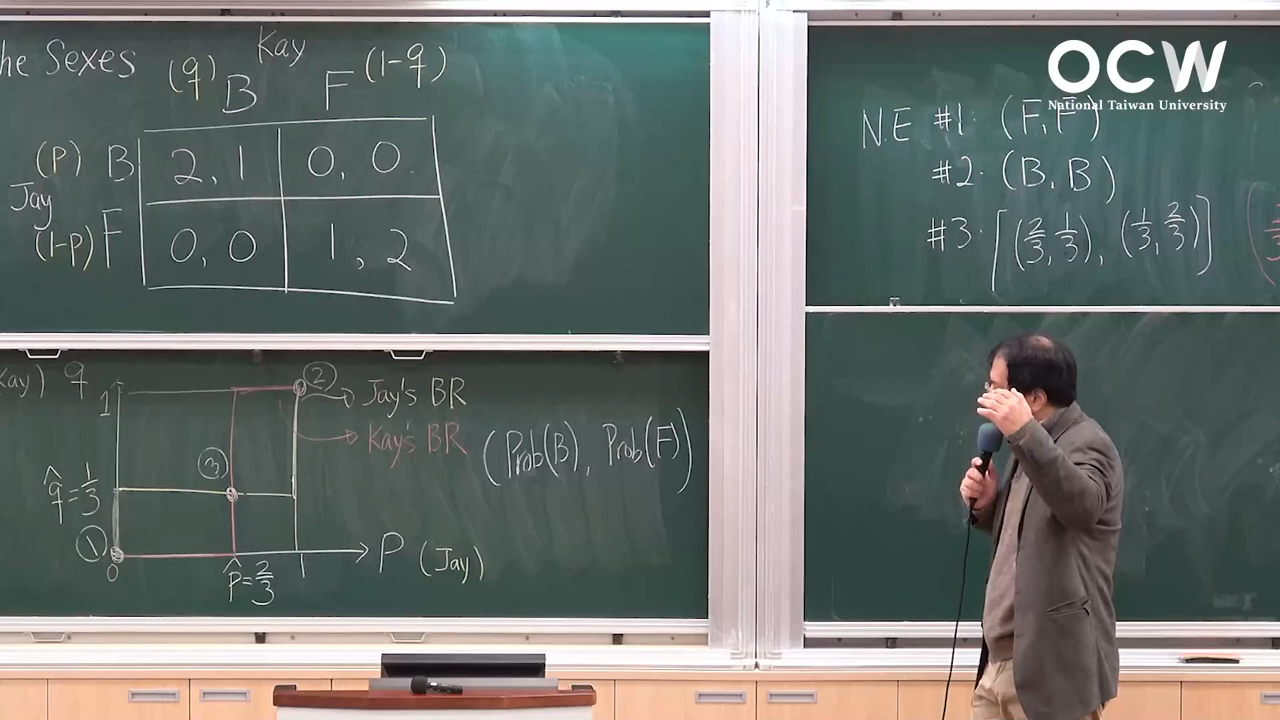 he Sexes
Kay
(q) B F (1-q)
(p) B 2, 1 0, 0
Jay
(1-p) F 0, 0 1, 2
Kay) q
1
② Jay's BR
Kay's BR
(Prob(B), Prob(F))
③
q̂ = 1/3
①
0
p̂ = 2/3
1
P (Jay)
OCW
National Taiwan University
N.E #1: (F, F)
#2: (B, B)
#3: [(2/3, 1/3), (1/3, 2/3)]